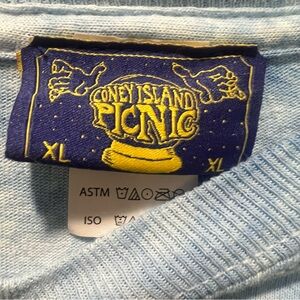 CONEY ISLAND
PICNIC
XL XL
ASTM
ISO